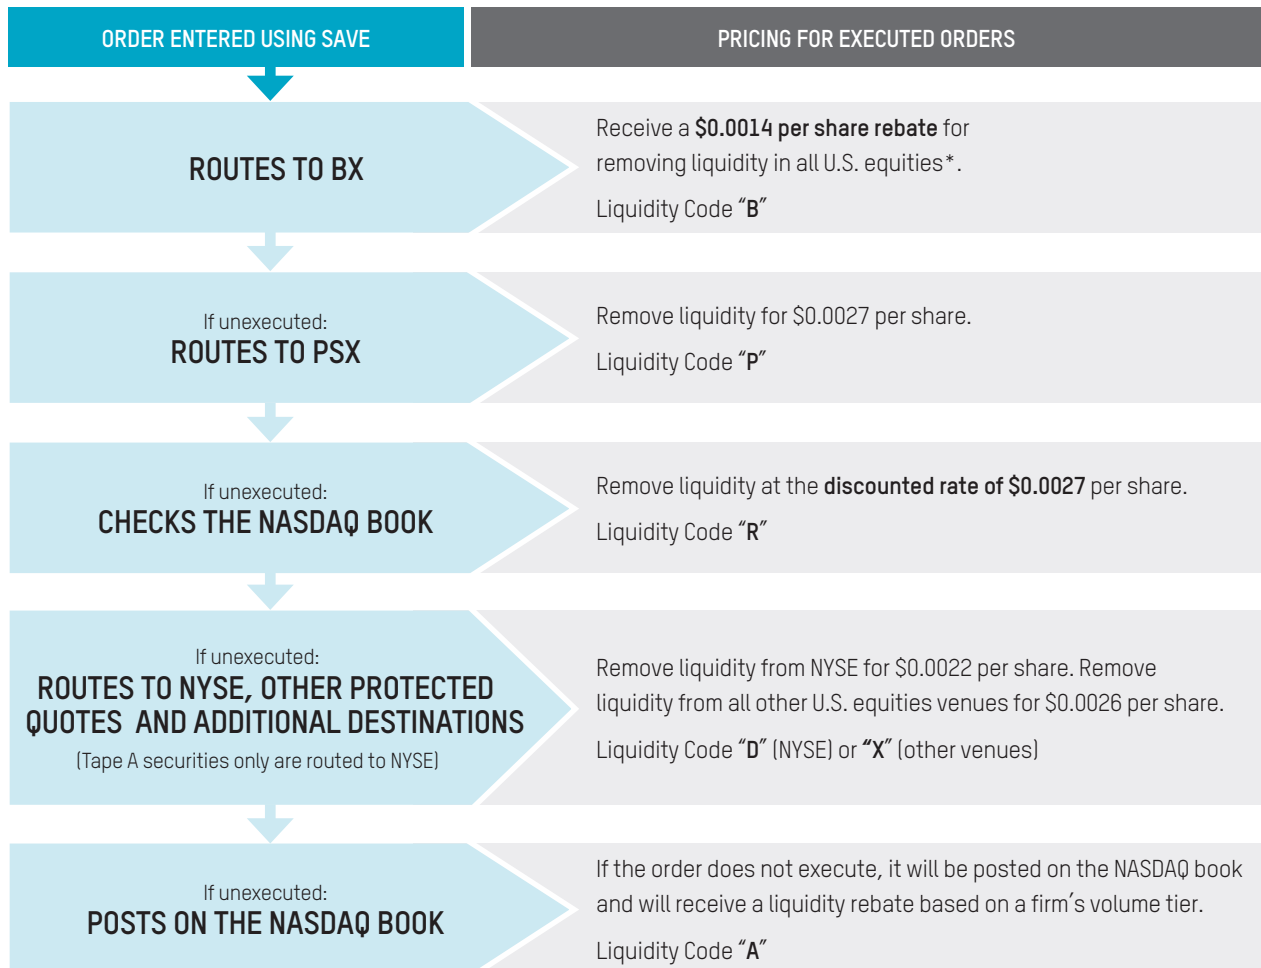 ORDER ENTERED USING SAVE
PRICING FOR EXECUTED ORDERS
ROUTES TO BX
Receive a $0.0014 per share rebate for
removing liquidity in all U.S. equities*.
Liquidity Code “B”
If unexecuted:
ROUTES TO PSX
Remove liquidity for $0.0027 per share.
Liquidity Code “P”
If unexecuted:
CHECKS THE NASDAQ BOOK
Remove liquidity at the discounted rate of $0.0027 per share.
Liquidity Code “R”
If unexecuted:
ROUTES TO NYSE, OTHER PROTECTED
QUOTES AND ADDITIONAL DESTINATIONS
(Tape A securities only are routed to NYSE)
Remove liquidity from NYSE for $0.0022 per share. Remove
liquidity from all other U.S. equities venues for $0.0026 per share.
Liquidity Code “D” (NYSE) or “X” (other venues)
If unexecuted:
POSTS ON THE NASDAQ BOOK
If the order does not execute, it will be posted on the NASDAQ book
and will receive a liquidity rebate based on a firm’s volume tier.
Liquidity Code “A”